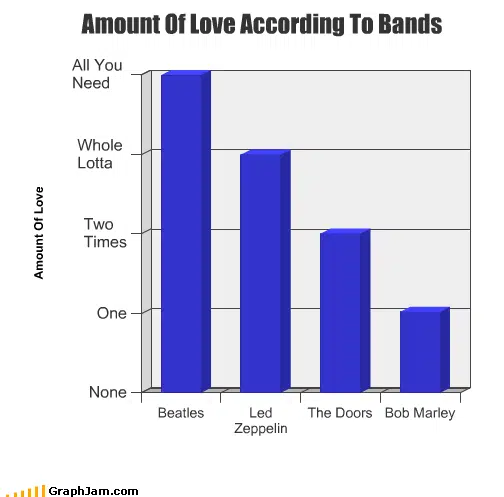 Amount Of Love According To Bands
All You
Need
Whole
Lotta
Two
Times
One
None
Amount Of Love
Beatles
Led
Zeppelin
The Doors
Bob Marley
GraphJam.com